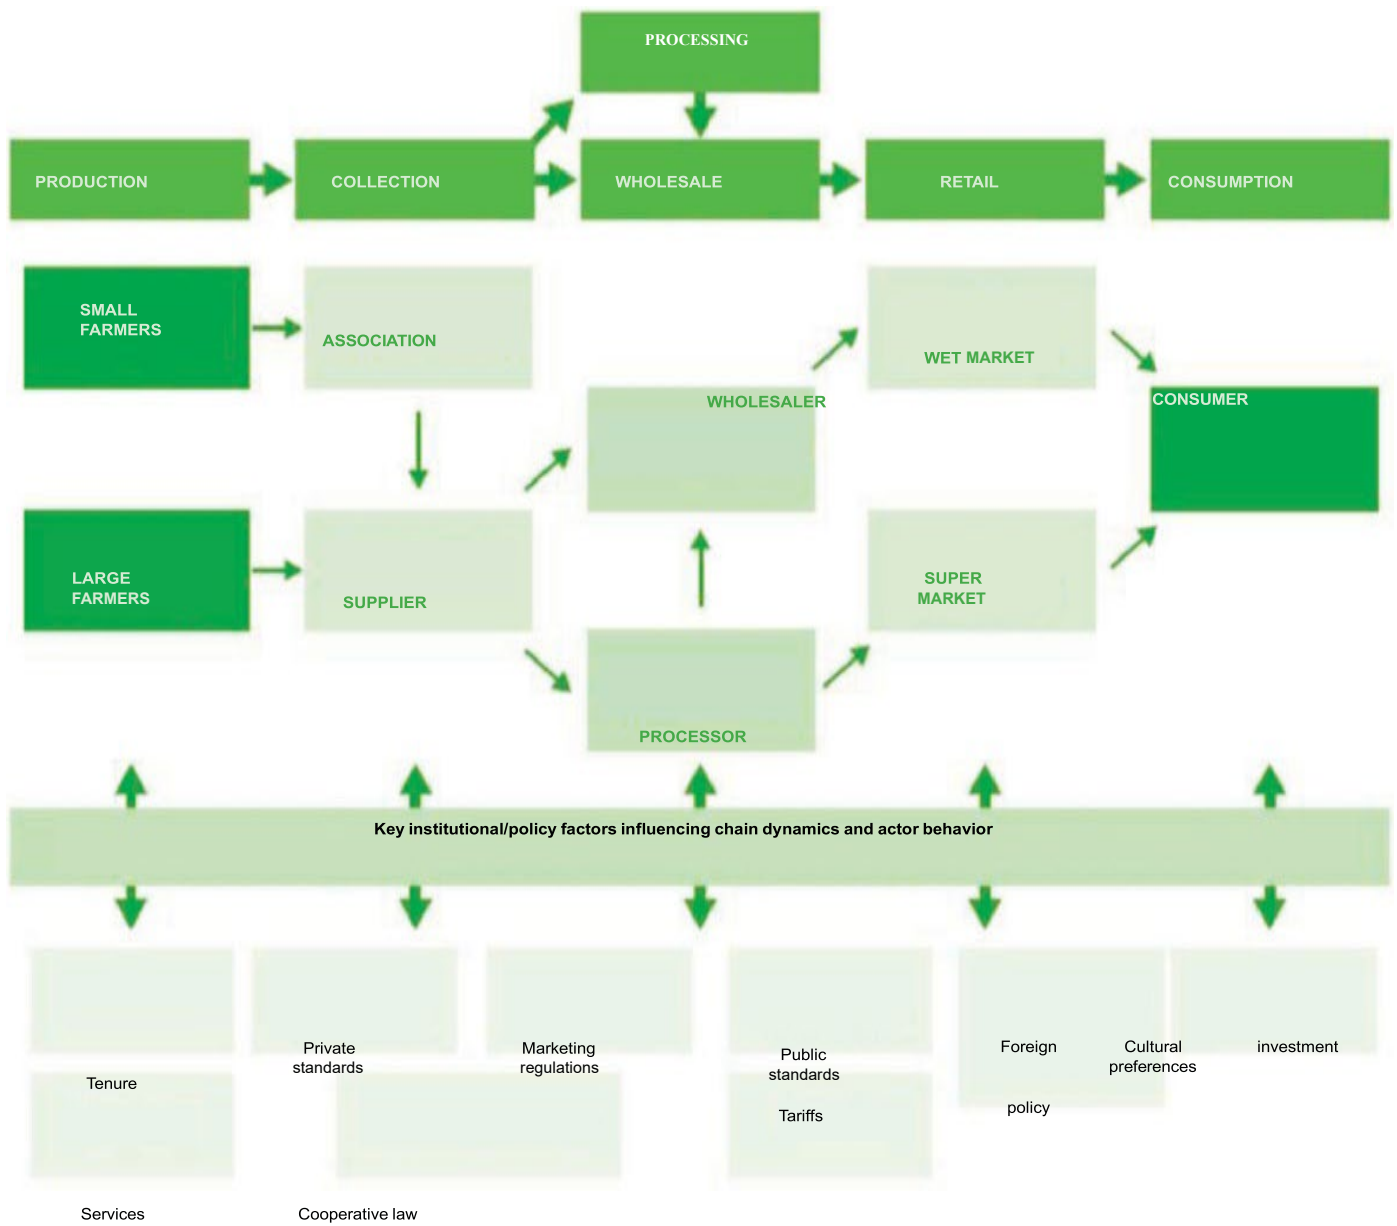 PROCESSING
PRODUCTION
COLLECTION
WHOLESALE
RETAIL
CONSUMPTION
SMALL
FARMERS
ASSOCIATION
WET MARKET
WHOLESALER
CONSUMER
LARGE
FARMERS
SUPPLIER
SUPER
MARKET
PROCESSOR
Key institutional/policy factors influencing chain dynamics and actor behavior
Tenure
Private
standards
Marketing
regulations
Public
standards
Tariffs
Foreign
policy
Cultural
preferences
investment
Services
Cooperative law